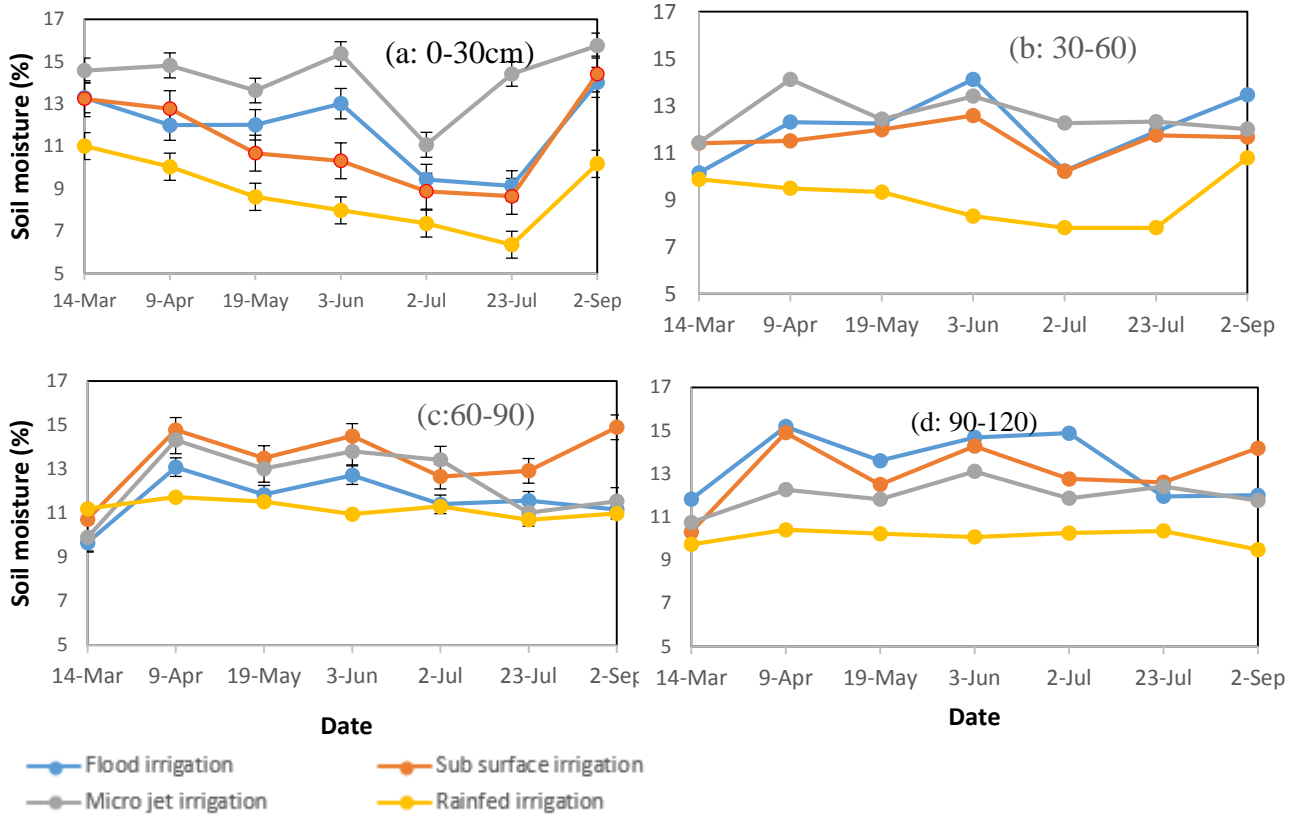 (a: 0-30cm)
Soil moisture (%)
17
15
13
11
9
7
5
14-Mar 9-Apr 19-May 3-Jun 2-Jul 23-Jul 2-Sep
(b: 30-60)
17
15
13
11
9
7
5
14-Mar 9-Apr 19-May 3-Jun 2-Jul 23-Jul 2-Sep
(c:60-90)
Soil moisture (%)
17
15
13
11
9
7
5
14-Mar 9-Apr 19-May 3-Jun 2-Jul 23-Jul 2-Sep
Date
(d: 90-120)
17
15
13
11
9
7
5
14-Mar 9-Apr 19-May 3-Jun 2-Jul 23-Jul 2-Sep
Date
Flood irrigation Sub surface irrigation
Micro jet irrigation Rainfed irrigation